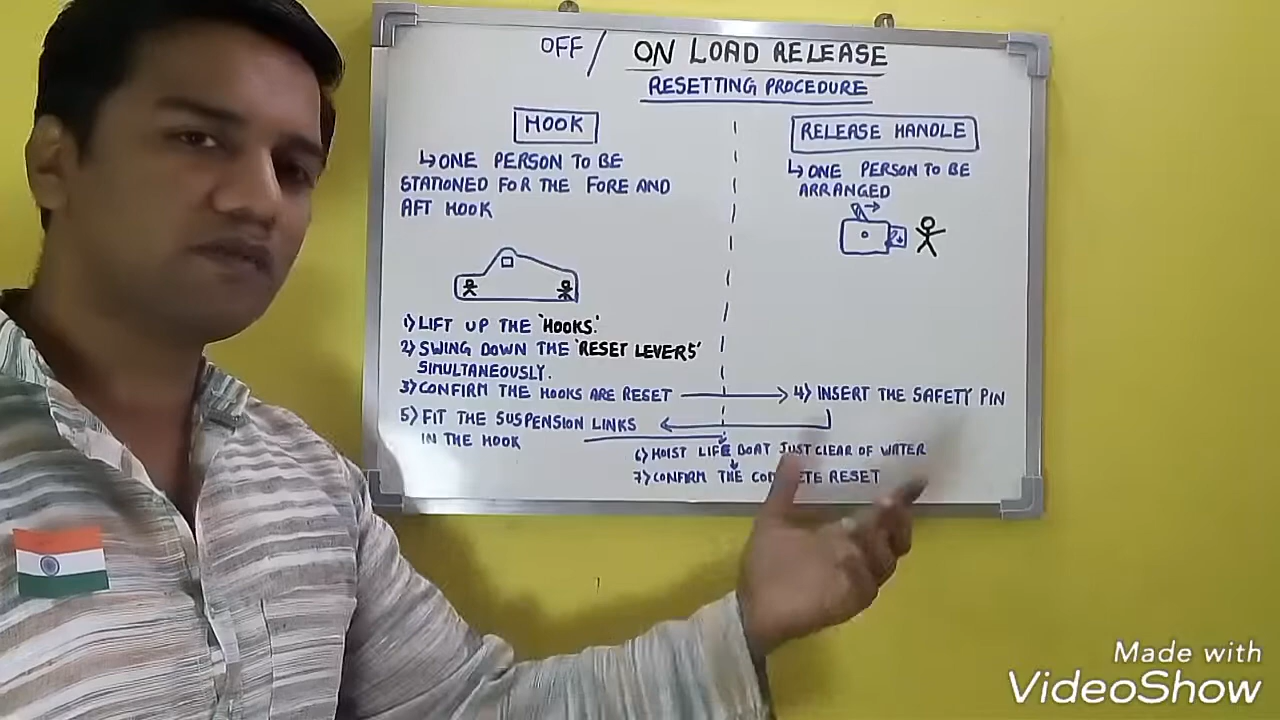 OFF / ON LOAD RELEASE
RESETTING PROCEDURE
HOOK
↳ ONE PERSON TO BE
STATIONED FOR THE FORE AND
AFT HOOK
1) LIFT UP THE 'HOOKS.'
2) SWING DOWN THE 'RESET LEVERS'
SIMULTANEOUSLY.
3) CONFIRM THE HOOKS ARE RESET
RELEASE HANDLE
↳ ONE PERSON TO BE
ARRANGED
4) INSERT THE SAFETY PIN
5) FIT THE SUSPENSION LINKS
IN THE HOOK
6) HOIST LIFE BOAT JUST CLEAR OF WATER
7) CONFIRM THE RESET
Made with
VideoShow